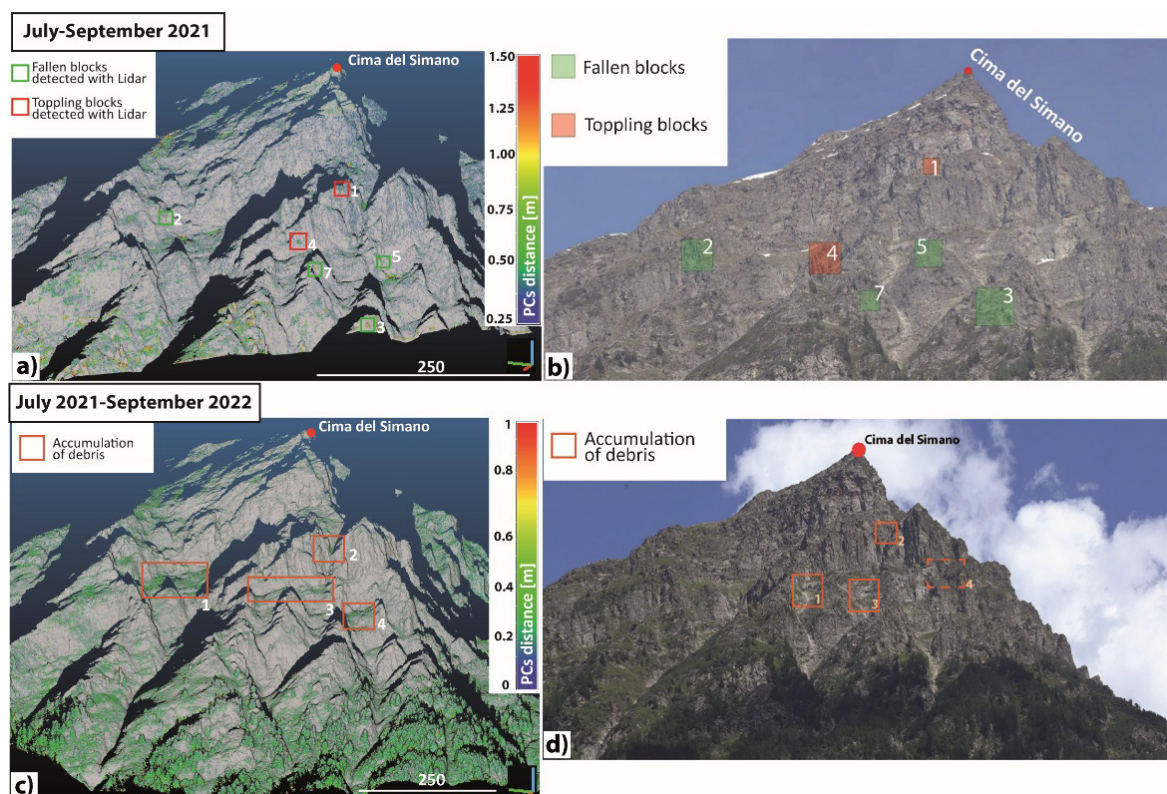 July-September 2021
Fallen blocks
detected with Lidar
Toppling blocks
detected with Lidar
Cima del Simano
1.50
1.25
1.00
0.75
0.50
0.25
PCs distance [m]
1
2
4
5
7
3
250
a)
Fallen blocks
Toppling blocks
Cima del Simano
1
2
4
5
7
3
b)
July 2021-September 2022
Accumulation
of debris
Cima del Simano
1
0.8
0.6
0.4
0.2
0
PCs distance [m]
2
1
3
4
250
c)
Accumulation
of debris
Cima del Simano
2
1
3
4
d)